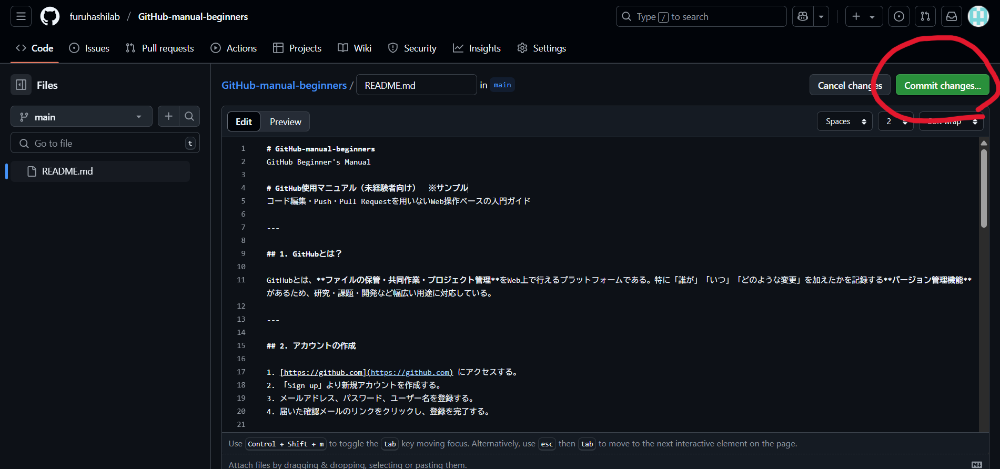 furuhashilab / GitHub-manual-beginners
Type / to search
Code Issues Pull requests Actions Projects Wiki Security Insights Settings
Files
main
Go to file t
README.md
GitHub-manual-beginners / README.md in main
Cancel changes Commit changes...
Edit Preview
Spaces 2 wrap
1 # GitHub-manual-beginners
2 GitHub Beginner's Manual
3
4 # GitHub使用マニュアル（未経験者向け）　※サンプル
5 コード編集・Push・Pull Requestを用いないWeb操作ベースの入門ガイド
6
7 ---
8
9 ## 1. GitHubとは？
10
11 GitHubとは、**ファイルの保管・共同作業・プロジェクト管理**をWeb上で行えるプラットフォームである。特に「誰が」「いつ」「どのような変更」を加えたかを記録する**バージョン管理機能**
があるため、研究・課題・開発など幅広い用途に対応している。
12
13 ---
14
15 ## 2. アカウントの作成
16
17 1. [https://github.com](https://github.com) にアクセスする。
18 2. 「Sign up」より新規アカウントを作成する。
19 3. メールアドレス、パスワード、ユーザー名を登録する。
20 4. 届いた確認メールのリンクをクリックし、登録を完了する。
21
Use Control + Shift + m to toggle the tab key moving focus. Alternatively, use esc then tab to move to the next interactive element on the page.
Attach files by dragging & dropping, selecting or pasting them.